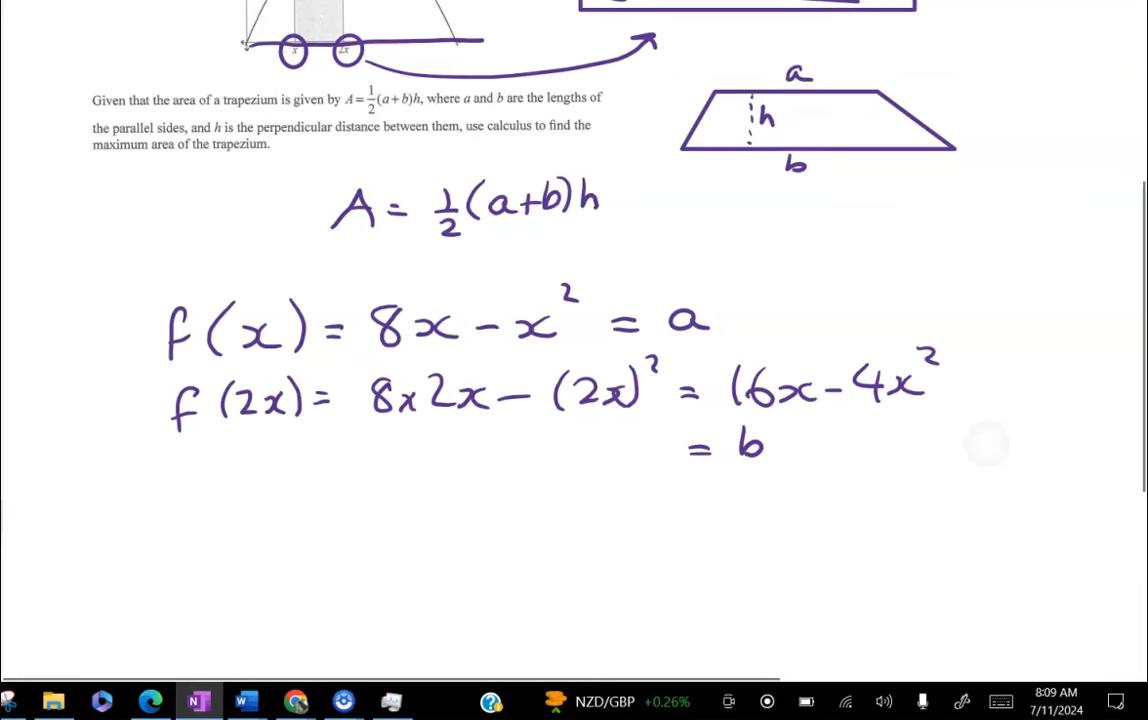 x 2x
Given that the area of a trapezium is given by A=1/2(a+b)h, where a and b are the lengths of
the parallel sides, and h is the perpendicular distance between them, use calculus to find the
maximum area of the trapezium.
a
h
b
A = 1/2(a+b)h
f(x) = 8x - x² = a
f(2x) = 8x2x - (2x)² = 16x - 4x²
= b
NZD/GBP +0.26%
8:09 AM
7/11/2024